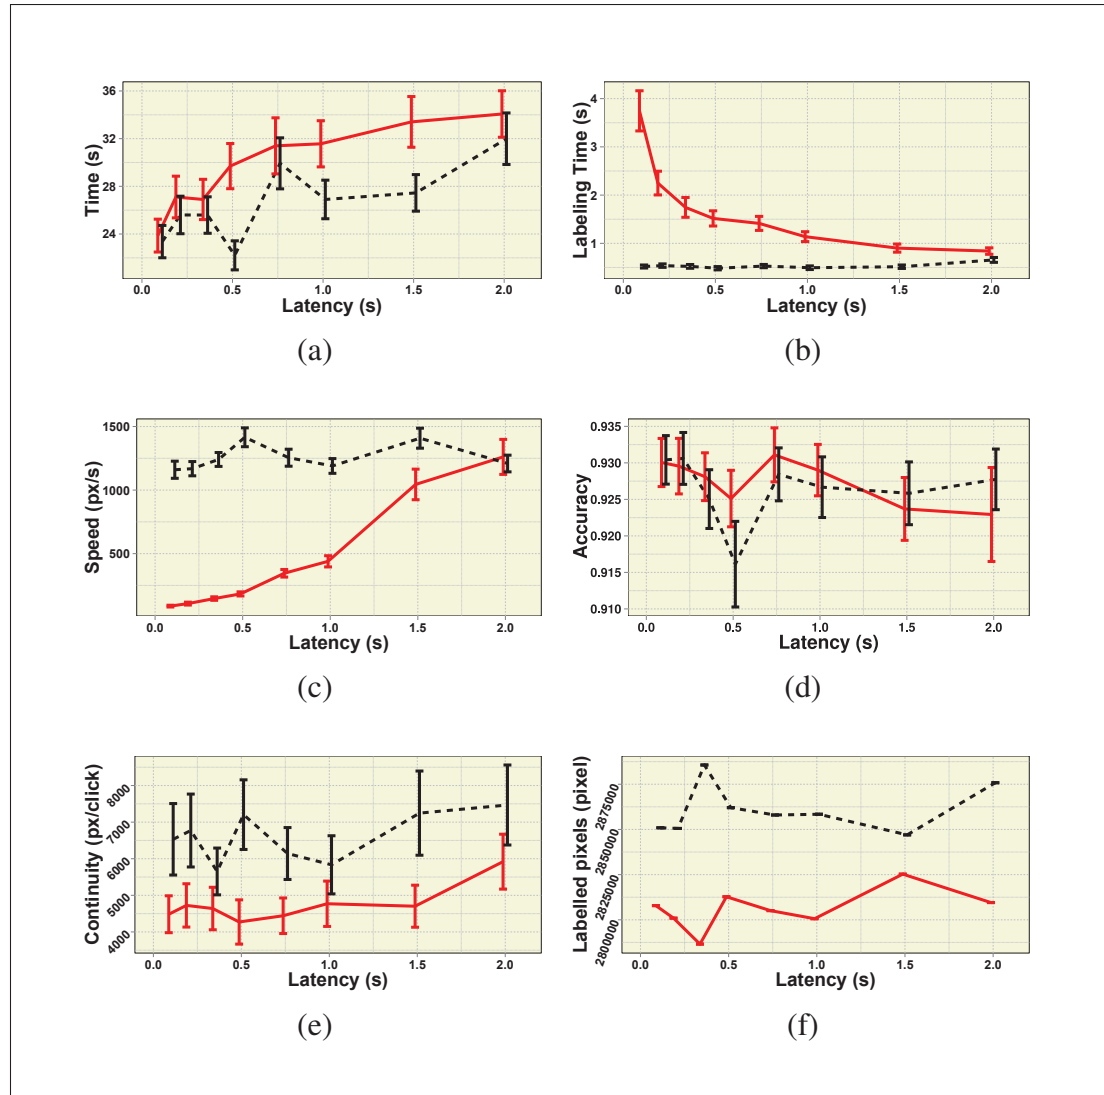 36
32
28
24
Time (s)
0.0 0.5 1.0 1.5 2.0
Latency (s)
(a)
4
3
2
1
Labeling Time (s)
0.0 0.5 1.0 1.5 2.0
Latency (s)
(b)
1500
1000
500
Speed (px/s)
0.0 0.5 1.0 1.5 2.0
Latency (s)
(c)
0.935
0.930
0.925
0.920
0.915
0.910
Accuracy
0.0 0.5 1.0 1.5 2.0
Latency (s)
(d)
8000
7000
6000
5000
4000
Continuity (px/click)
0.0 0.5 1.0 1.5 2.0
Latency (s)
(e)
2875000
2850000
2825000
2800000
Labelled pixels (pixel)
0.0 0.5 1.0 1.5 2.0
Latency (s)
(f)